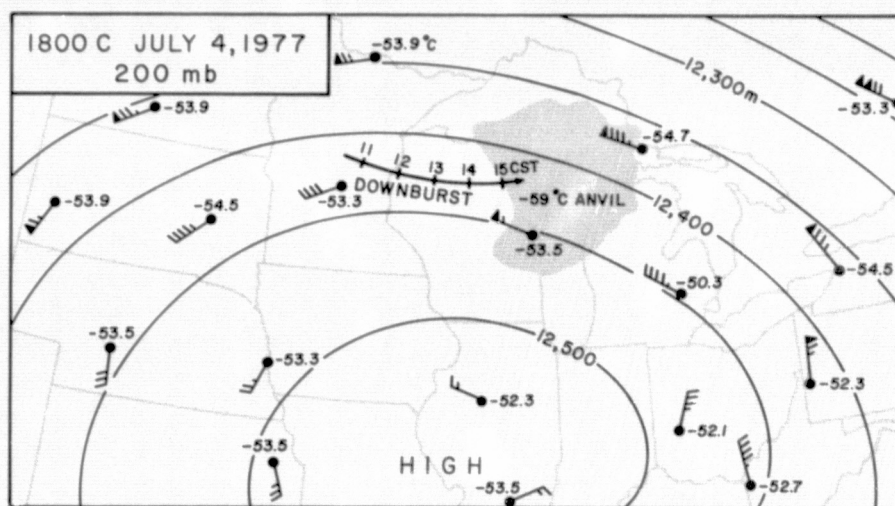 1800 C JULY 4, 1977
200 mb
-53.9°C
12,300m
-53.3
-53.9
-54.7
11
12
13
14
15 CST
DOWNBURST
-59°C ANVIL
-53.9
-54.5
-53.3
12,400
-53.5
-54.5
-50.3
-53.5
-53.3
12,500
-52.3
-52.3
-52.1
-53.5
HIGH
-53.5
-52.7